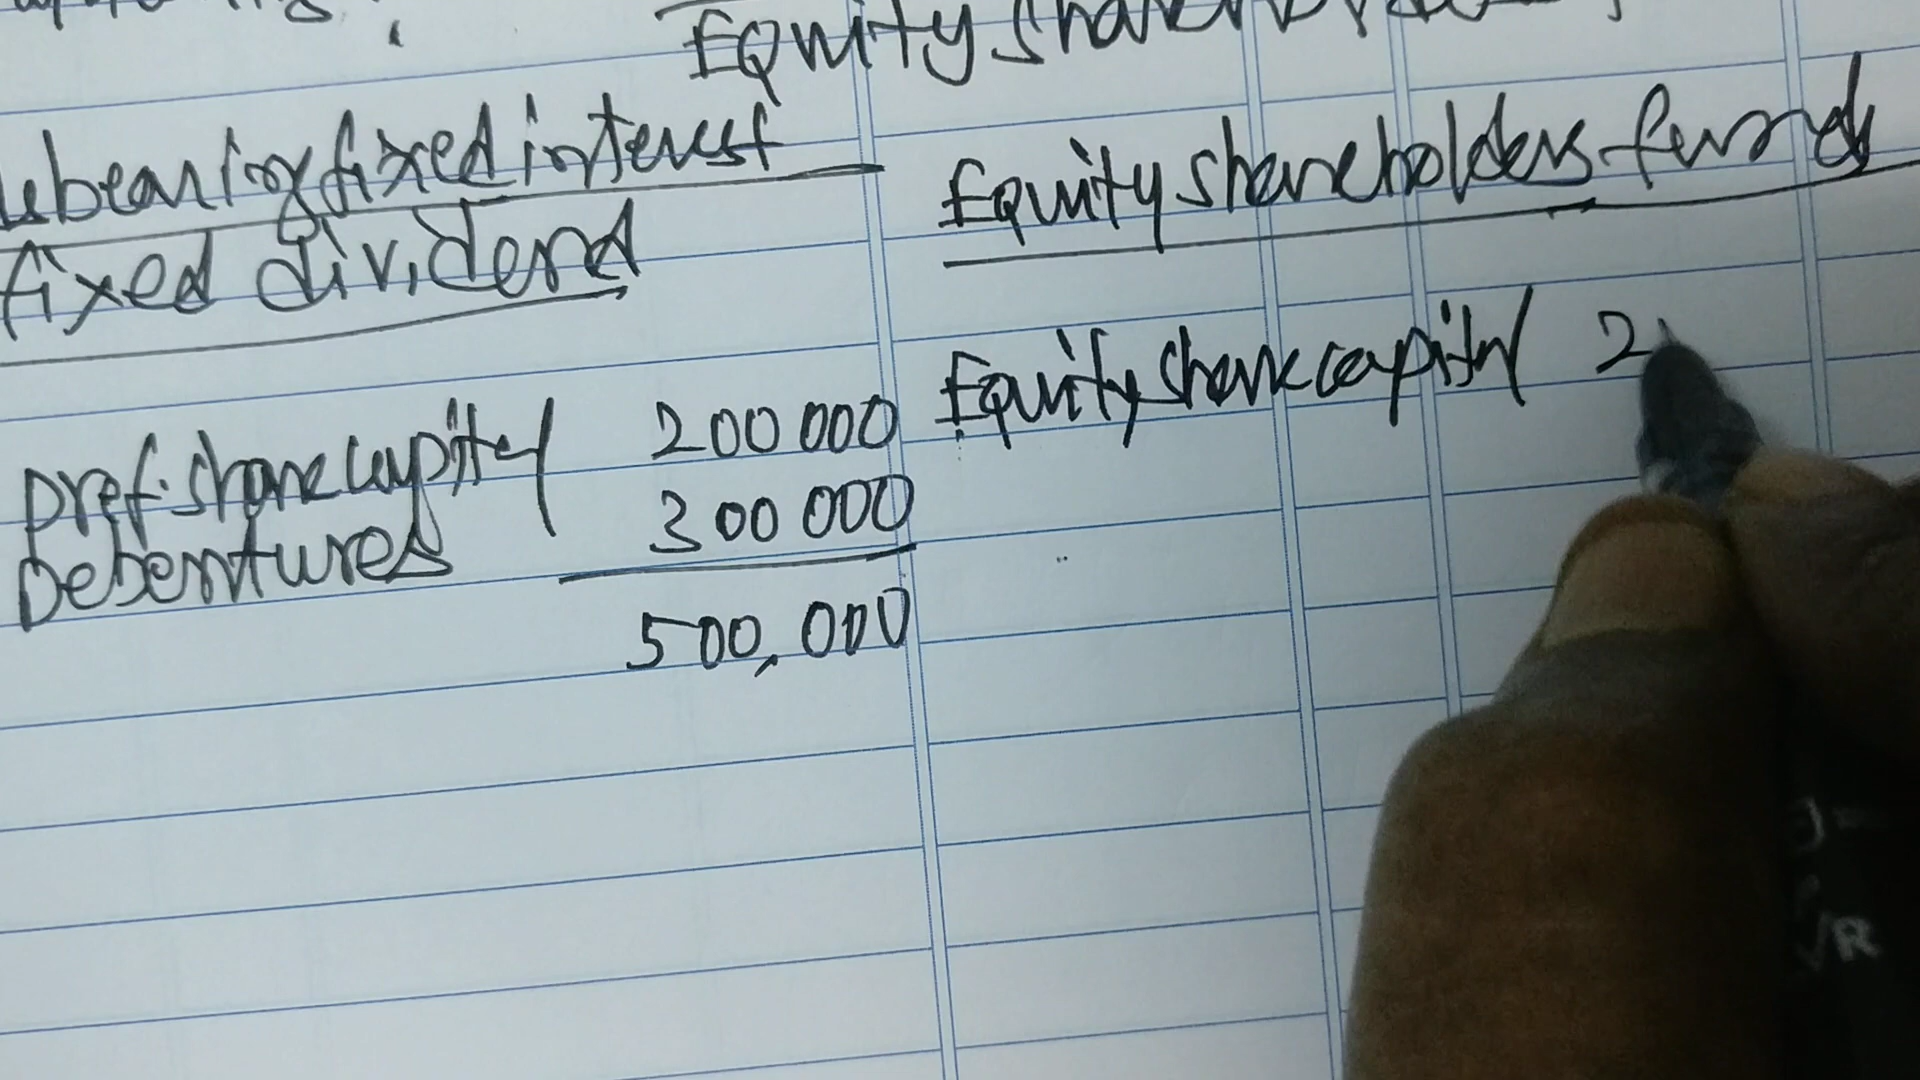 Equity share
bearing fixed interest
fixed dividend
Equity shareholders fund
pref. share capital 200 000
Debentures 300 000
500,000
Equity share capital 2